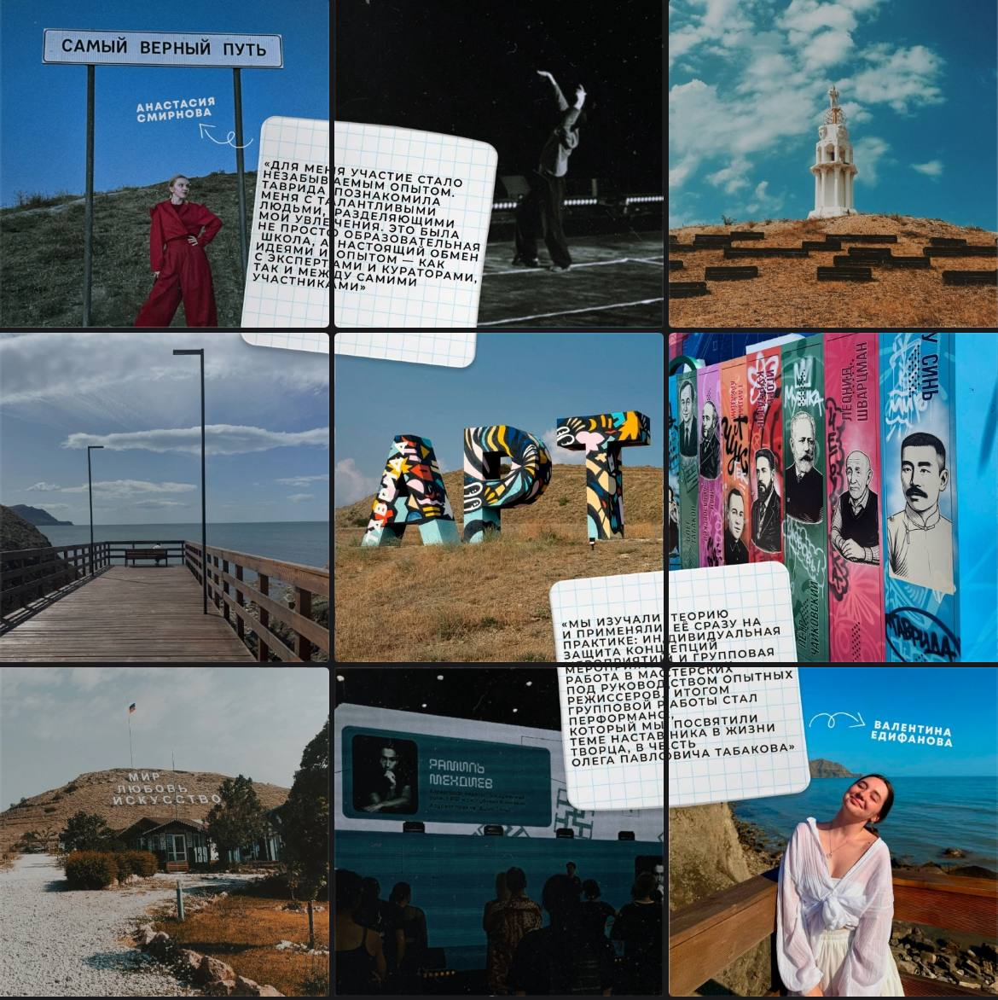 САМЫЙ ВЕРНЫЙ ПУТЬ
АНАСТАСИЯ
СМИРНОВА
«ДЛЯ МЕНЯ УЧАСТИЕ СТАЛО
НЕЗАБЫВАЕМЫМ ОПЫТОМ.
ТАВРИДА ПОЗНАКОМИЛА
МЕНЯ С ТАЛАНТЛИВЫМИ
ЛЮДЬМИ, РАЗДЕЛЯЮЩИМИ
МОИ УВЛЕЧЕНИЯ. ЭТО БЫЛА
НЕ ПРОСТО ОБРАЗОВАТЕЛЬНАЯ
ШКОЛА, А НАСТОЯЩИЙ ОБМЕН
ИДЕЯМИ И ОПЫТОМ — КАК
С ЭКСПЕРТАМИ И КУРАТОРАМИ,
ТАК И МЕЖДУ САМИМИ
УЧАСТНИКАМИ»
АРТ
ТАВРИДА
МУЗЫКА
ЛЕОНИД
ШВАРЦМАН
У СИНЬ
ЧАЙКОВСКИЙ
ТАВРИДА
«МЫ ИЗУЧАЛИ ТЕОРИЮ
И ПРИМЕНЯЛИ ЕЁ СРАЗУ НА
ПРАКТИКЕ: ИНДИВИДУАЛЬНАЯ
ЗАЩИТА КОНЦЕПЦИЙ
МЕРОПРИЯТИЙ И ГРУППОВАЯ
РАБОТА В МАСТЕРСКИХ
ПОД РУКОВОДСТВОМ ОПЫТНЫХ
РЕЖИССЕРОВ. ИТОГОМ
ГРУППОВОЙ РАБОТЫ СТАЛ
ПЕРФОРМАНС,
КОТОРЫЙ МЫ ПОСВЯТИЛИ
ТЕМЕ НАСТАВНИКА В ЖИЗНИ
ТВОРЦА, В ЧЕСТЬ
ОЛЕГА ПАВЛОВИЧА ТАБАКОВА»
МИР
ЛЮБОВЬ
ИСКУССТВО
РАМИЛЬ
МЕХДИЕВ
ВАЛЕНТИНА
ЕДИФАНОВА